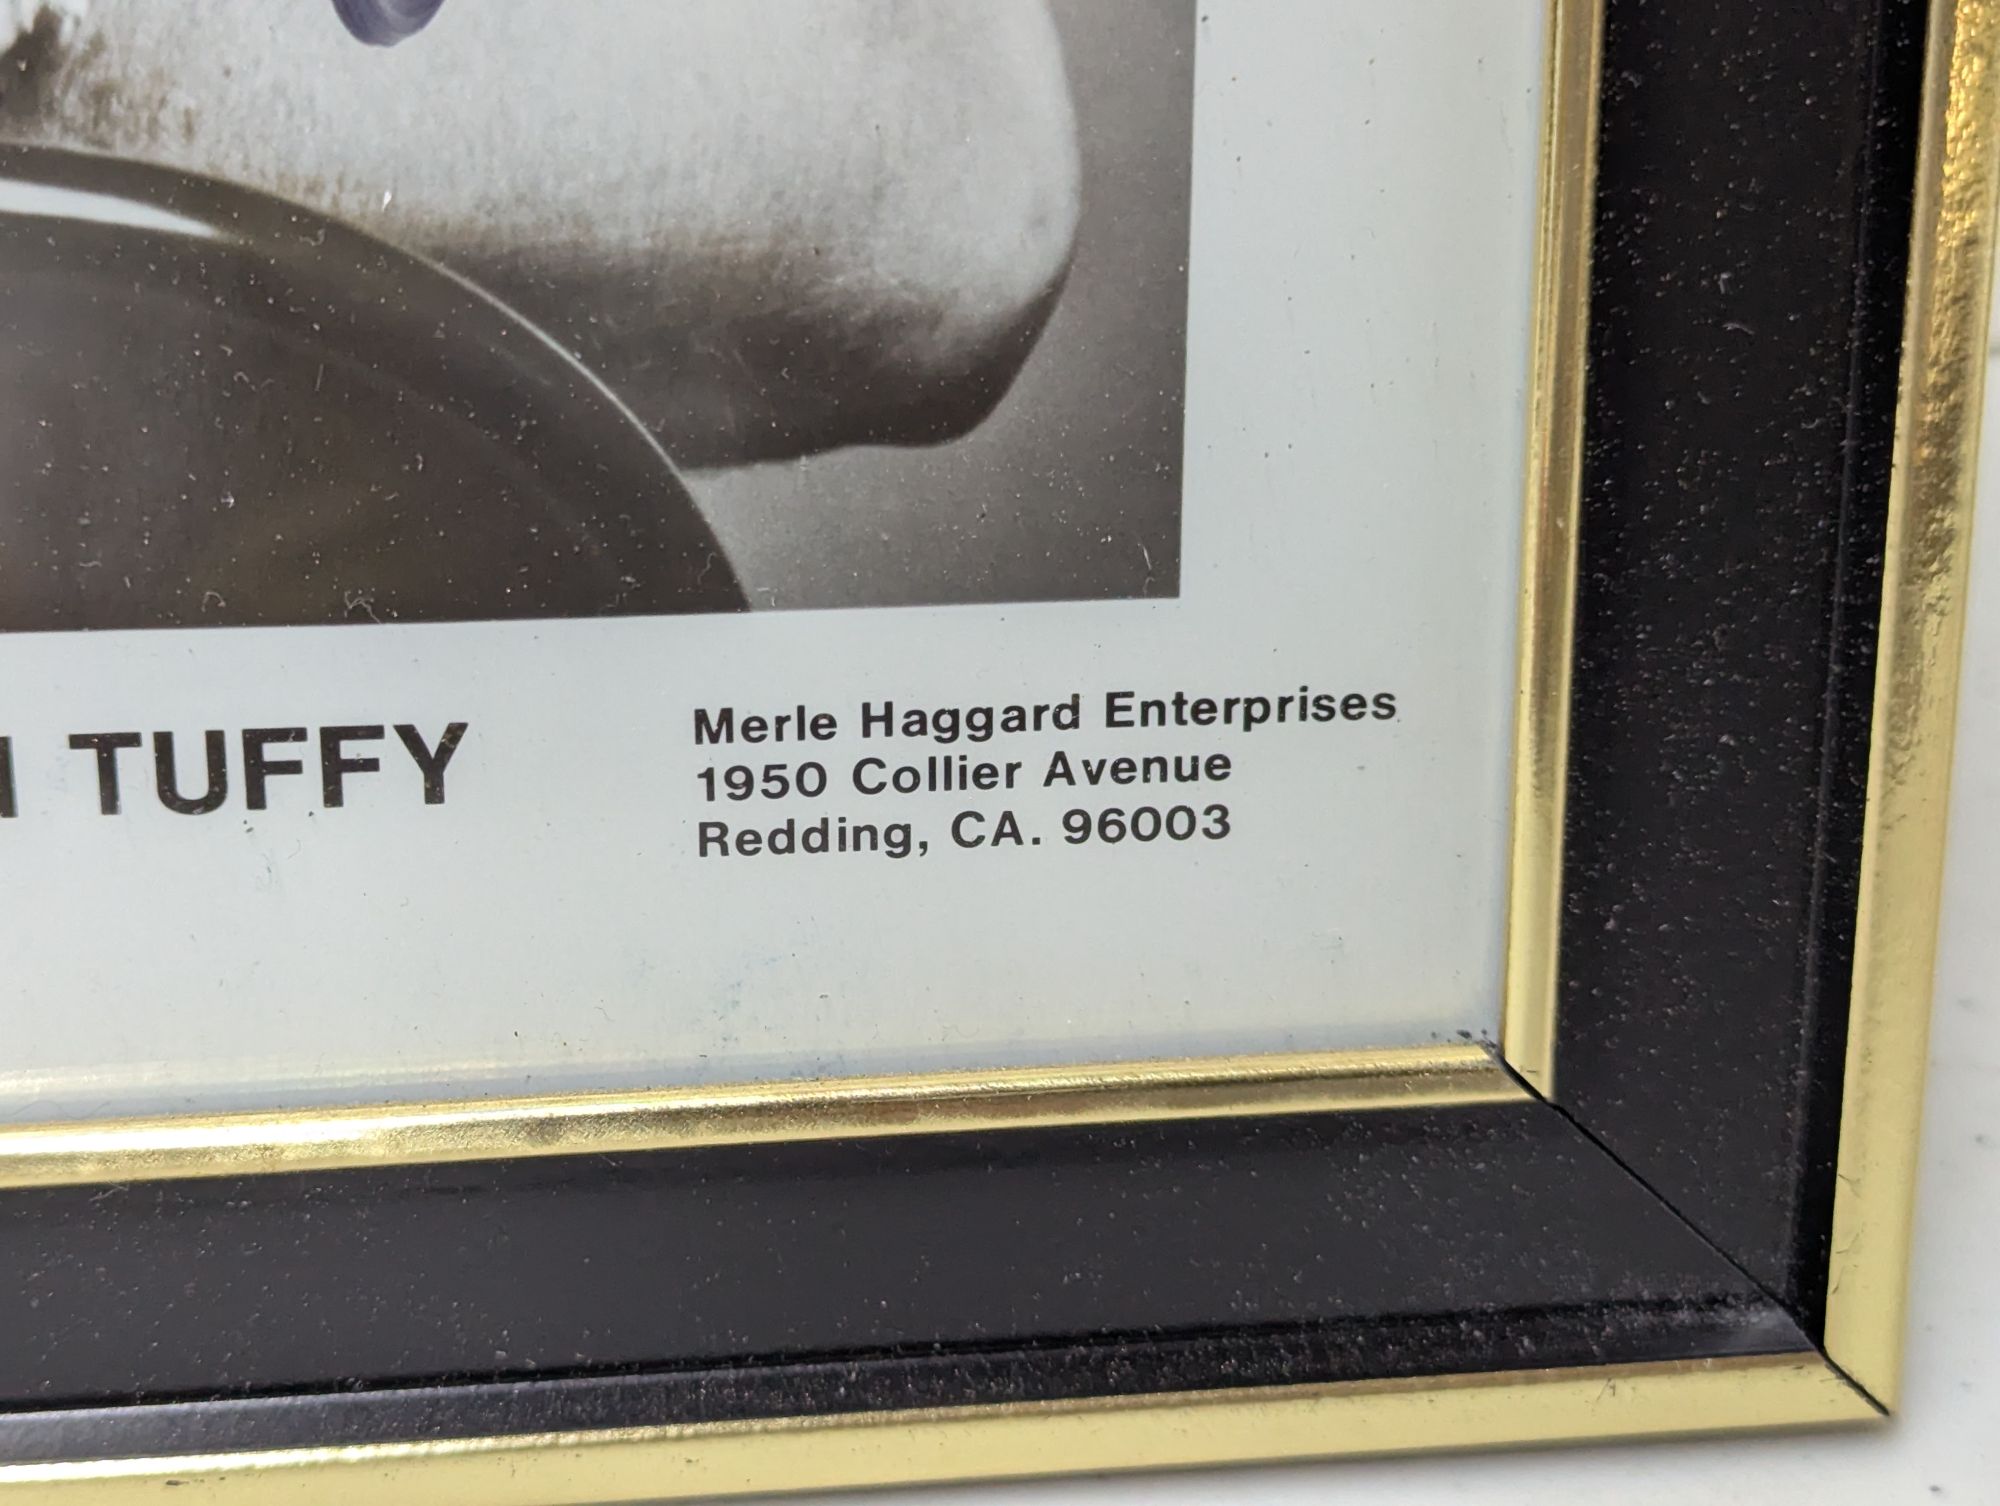 TUFFY
Merle Haggard Enterprises
1950 Collier Avenue
Redding, CA. 96003